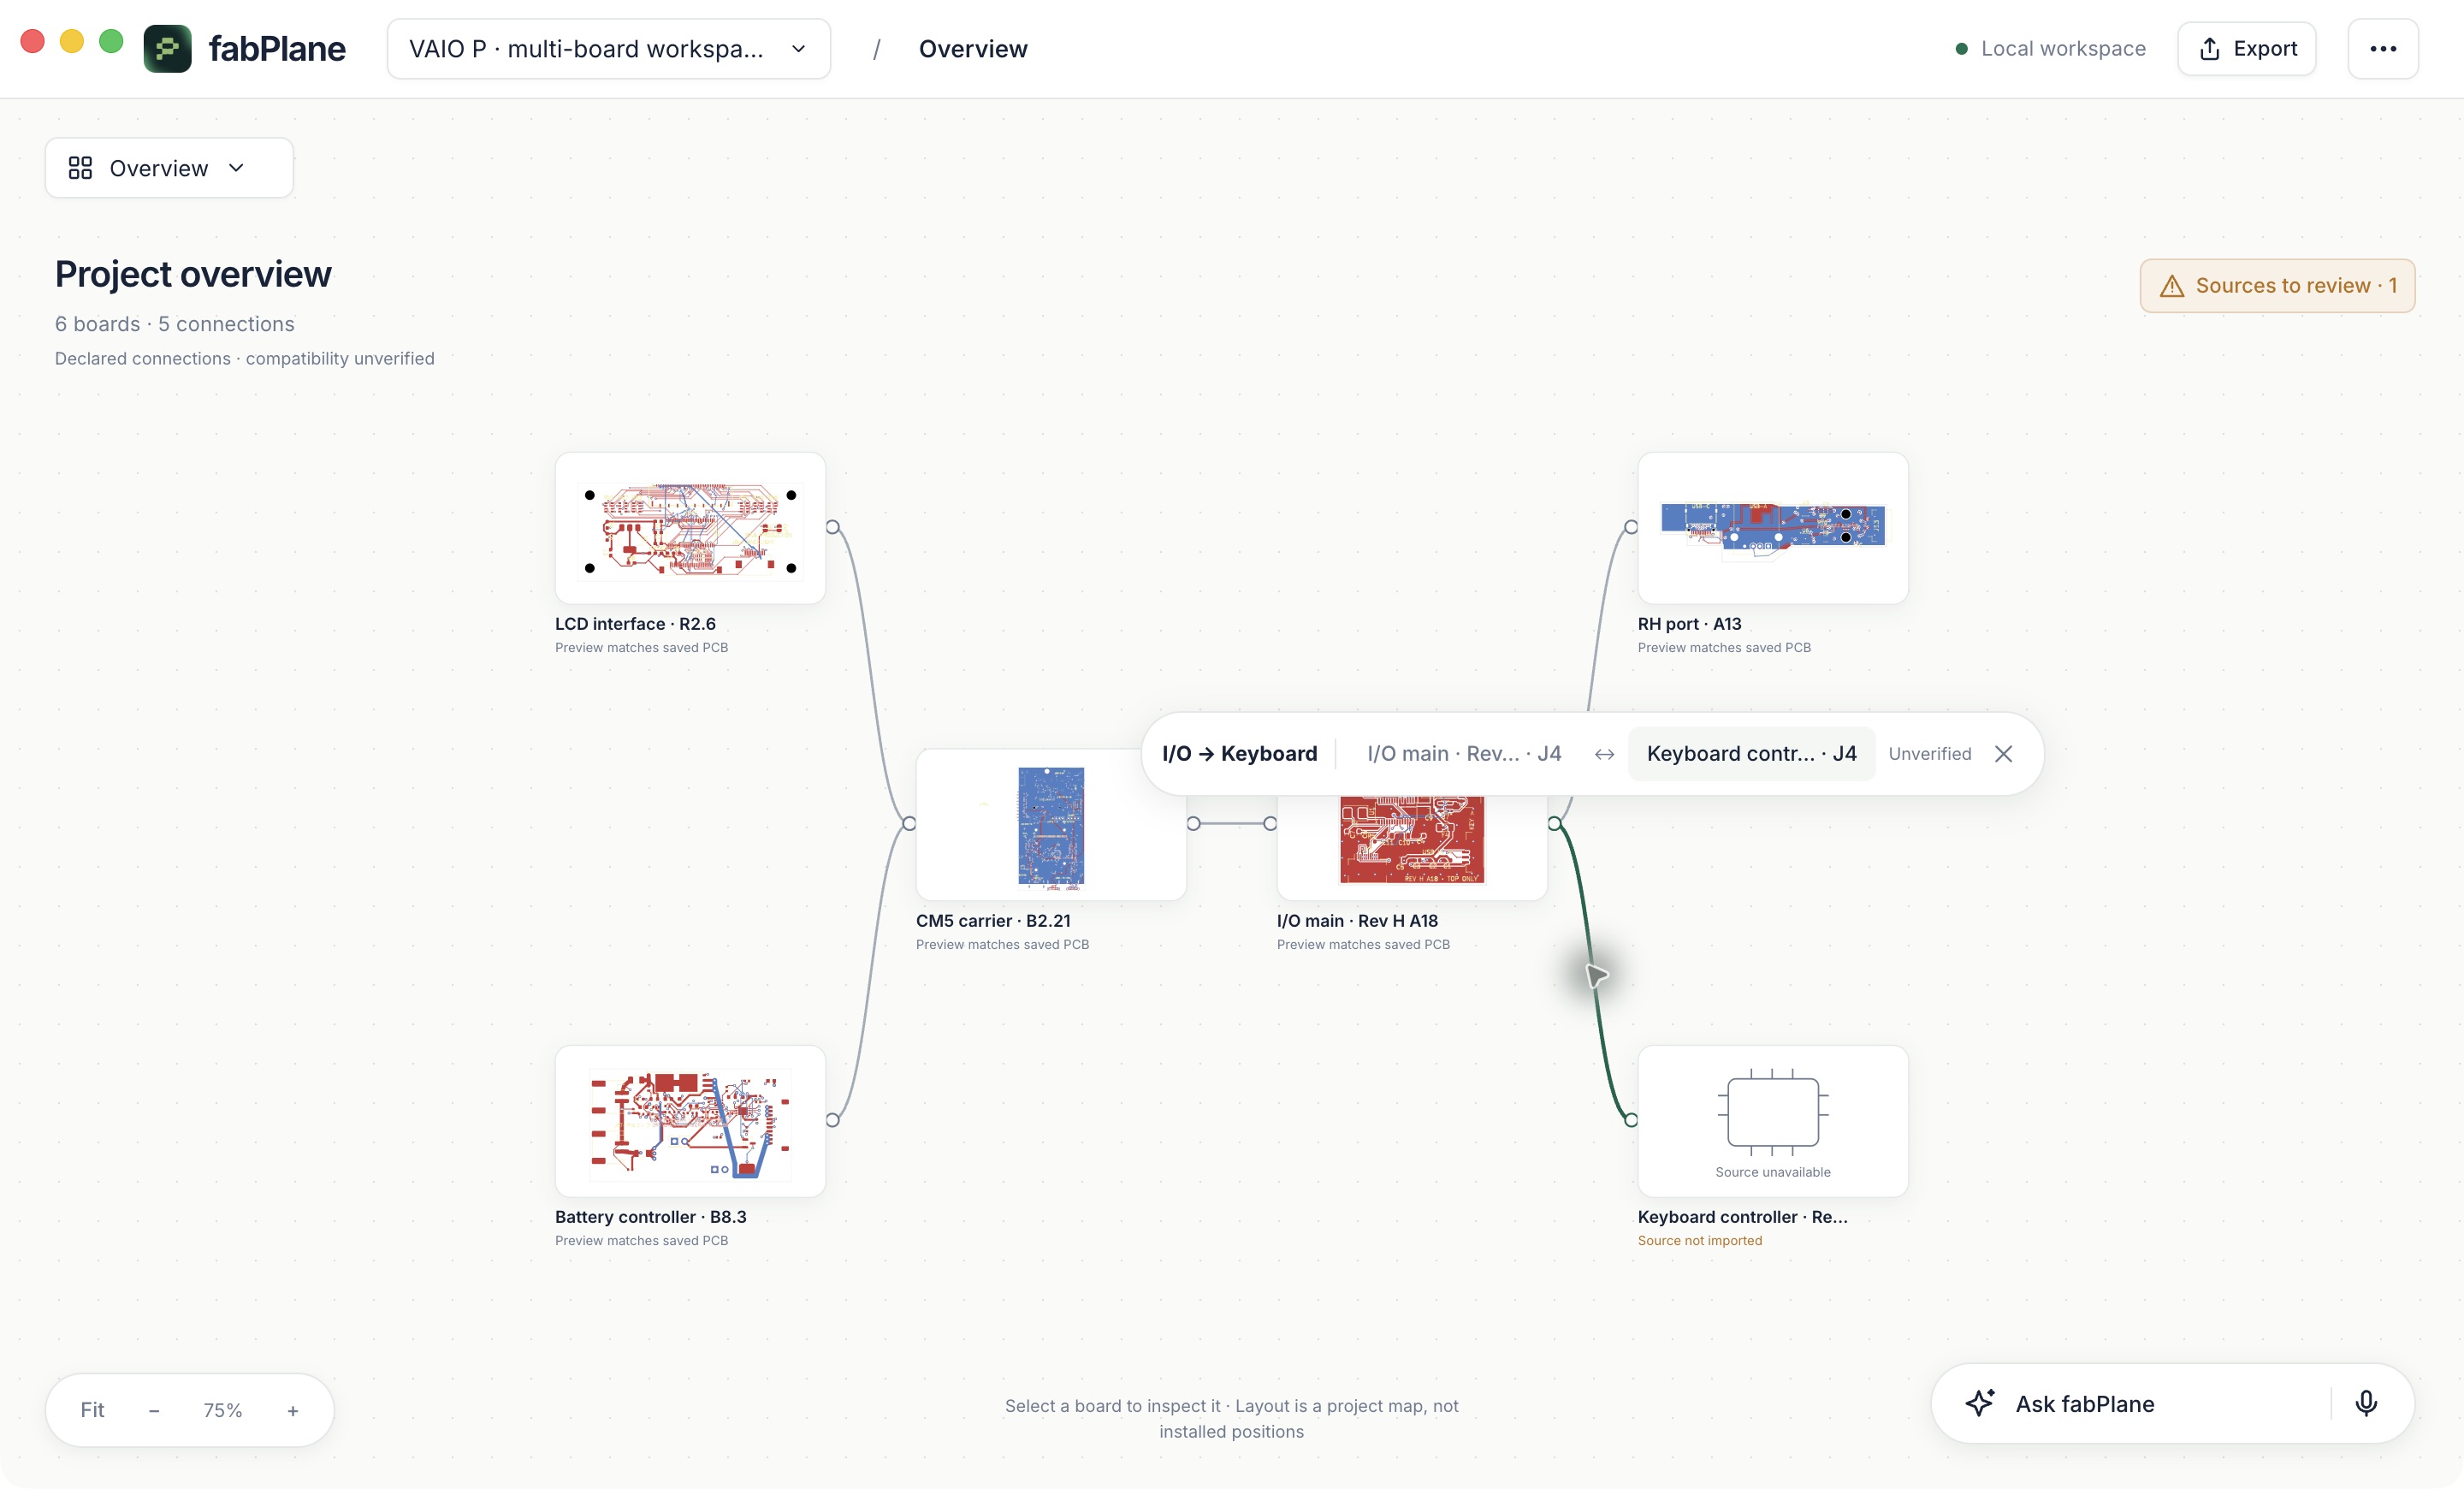 fabPlane
VAIO P · multi-board workspa...
/
Overview
Local workspace
Export
Overview
Project overview
6 boards · 5 connections
Declared connections · compatibility unverified
Sources to review · 1
LCD interface · R2.6
Preview matches saved PCB
RH port · A13
Preview matches saved PCB
I/O → Keyboard
I/O main · Rev... · J4
↔
Keyboard contr... · J4
Unverified
REV H A18 · TOP ONLY
CM5 carrier · B2.21
Preview matches saved PCB
I/O main · Rev H A18
Preview matches saved PCB
Source unavailable
Battery controller · B8.3
Preview matches saved PCB
Keyboard controller · Re...
Source not imported
Fit − 75% +
Select a board to inspect it · Layout is a project map, not
installed positions
Ask fabPlane